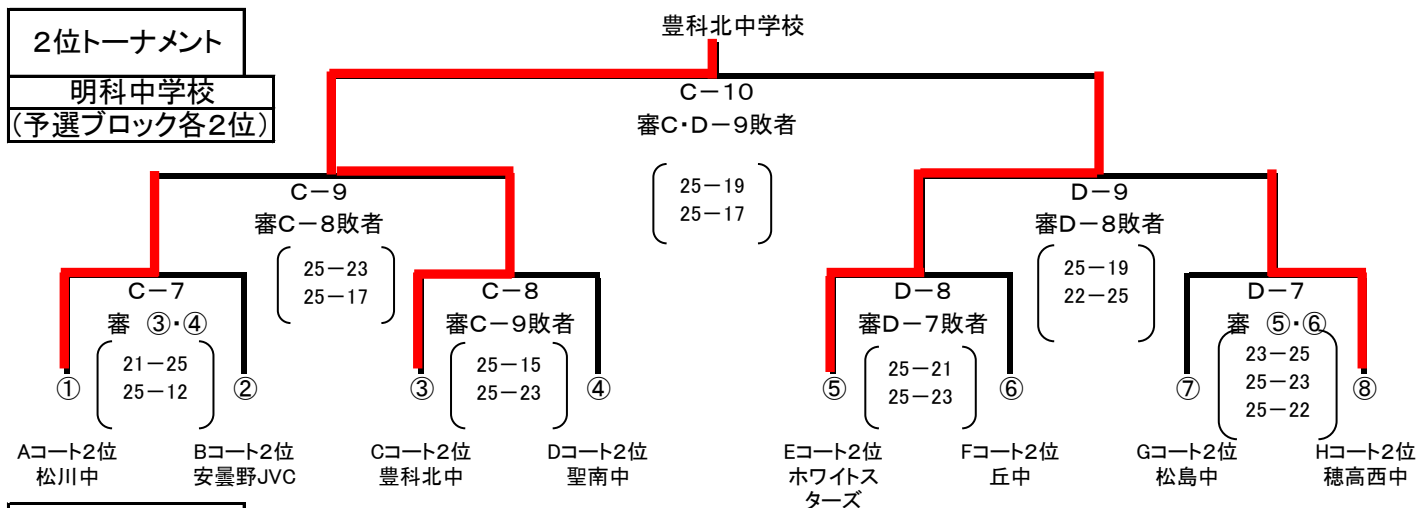 豊科北中学校
２位トーナメント
明科中学校
(予選ブロック各２位)
Ｃ－１０
審Ｃ・Ｄ－９敗者
25－19
25－17
Ｃ－９
審Ｃ－８敗者
25－23
25－17
Ｄ－９
審Ｄ－８敗者
25－19
22－25
Ｃ－７
審 ③・④
21－25
25－12
Ｃ－８
審Ｃ－９敗者
25－15
25－23
Ｄ－８
審Ｄ－７敗者
25－21
25－23
Ｄ－７
審 ⑤・⑥
23－25
25－23
25－22
① ② ③ ④ ⑤ ⑥ ⑦ ⑧
Aコート２位
松川中
Bコート２位
安曇野JVC
Cコート２位
豊科北中
Dコート２位
聖南中
Eコート２位
ホワイトス
ターズ
Fコート２位
丘中
Gコート２位
松島中
Hコート２位
穂高西中